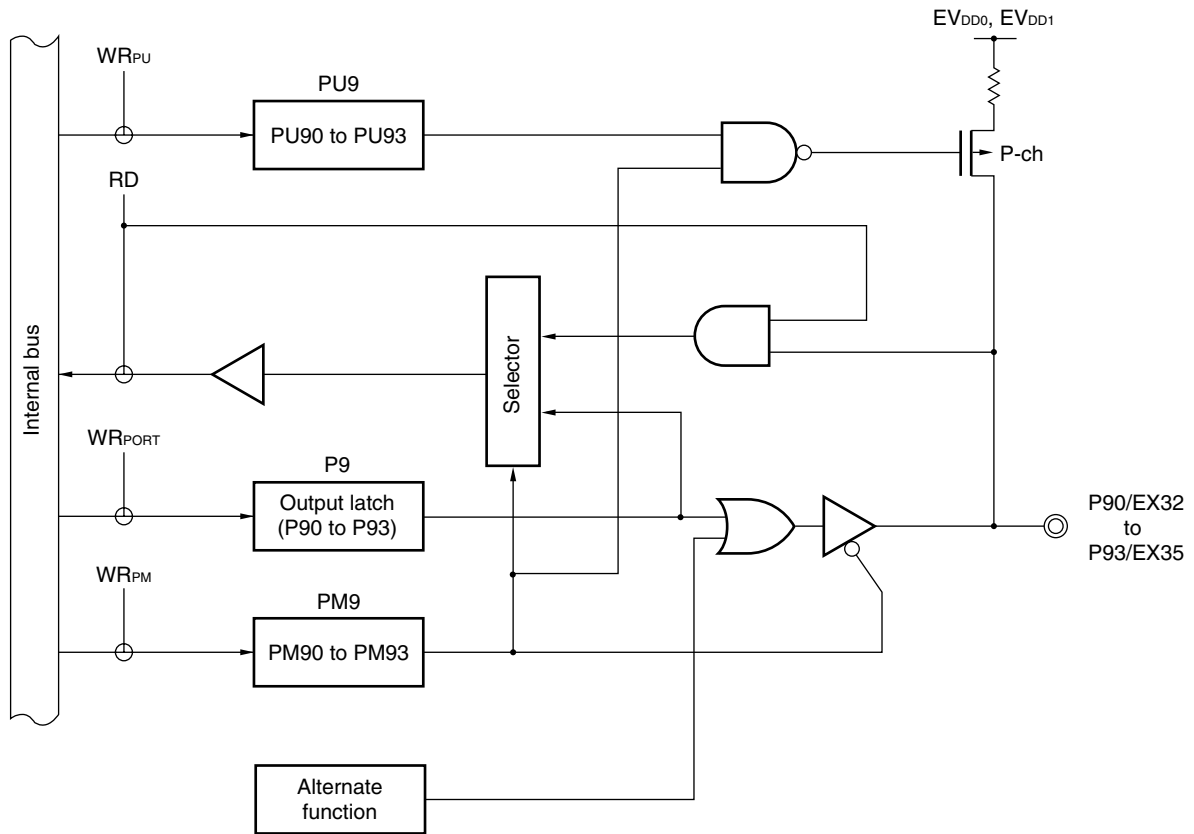 EVDD0, EVDD1
WRPU
PU9
PU90 to PU93
P-ch
RD
Internal bus
Selector
WRPORT
P9
Output latch
(P90 to P93)
P90/EX32
to
P93/EX35
WRPM
PM9
PM90 to PM93
Alternate
function